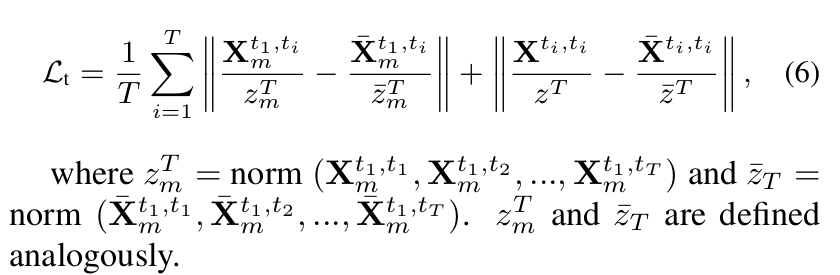 $$\mathcal{L}_{\mathrm{t}} = \frac{1}{T} \sum_{i=1}^{T} \left\| \frac{\mathbf{X}_m^{t_1,t_i}}{z_m^T} - \frac{\bar{\mathbf{X}}_m^{t_1,t_i}}{\bar{z}_m^T} \right\| + \left\| \frac{\mathbf{X}^{t_i,t_i}}{z^T} - \frac{\bar{\mathbf{X}}^{t_i,t_i}}{\bar{z}^T} \right\|, \quad (6)$$
where $z_m^T = \text{norm}\left(\mathbf{X}_m^{t_1,t_1}, \mathbf{X}_m^{t_1,t_2}, ..., \mathbf{X}_m^{t_1,t_T}\right)$ and $\bar{z}_T =$
$\text{norm}\left(\bar{\mathbf{X}}_m^{t_1,t_1}, \bar{\mathbf{X}}_m^{t_1,t_2}, ..., \bar{\mathbf{X}}_m^{t_1,t_T}\right)$. $z_m^T$ and $\bar{z}_T$ are defined
analogously.